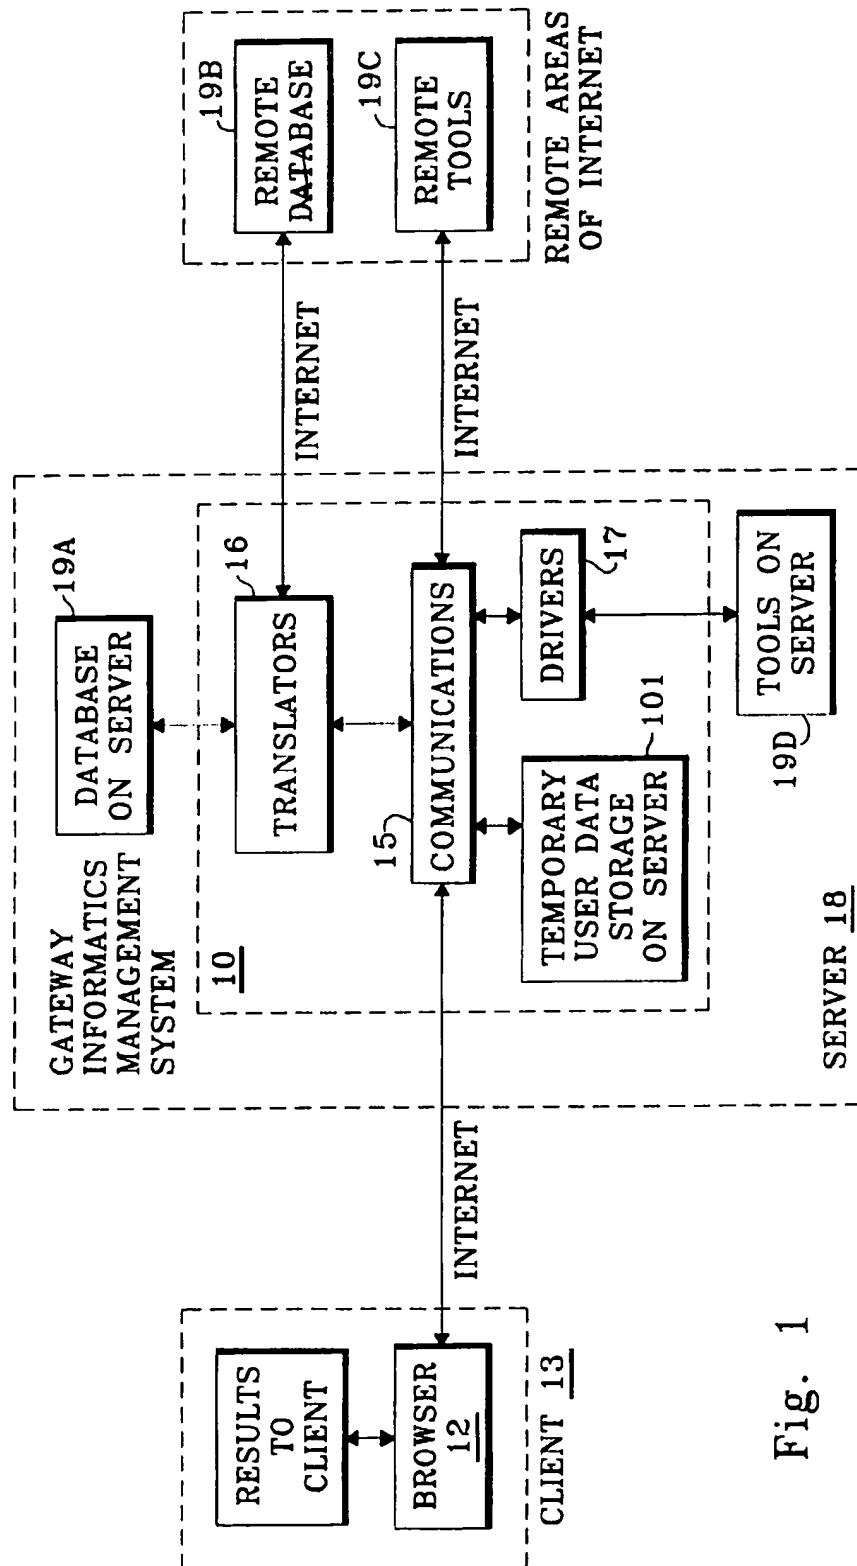 GATEWAY
INFORMATICS
MANAGEMENT
SYSTEM
DATABASE
ON SERVER
19A
10
TRANSLATORS
16
15
COMMUNICATIONS
TEMPORARY
USER DATA
STORAGE
ON SERVER
101
DRIVERS
17
TOOLS ON
SERVER
19D
SERVER 18
RESULTS
TO
CLIENT
BROWSER
12
CLIENT 13
INTERNET
INTERNET
INTERNET
REMOTE
DATABASE
19B
REMOTE
TOOLS
19C
REMOTE AREAS
OF INTERNET
Fig. 1